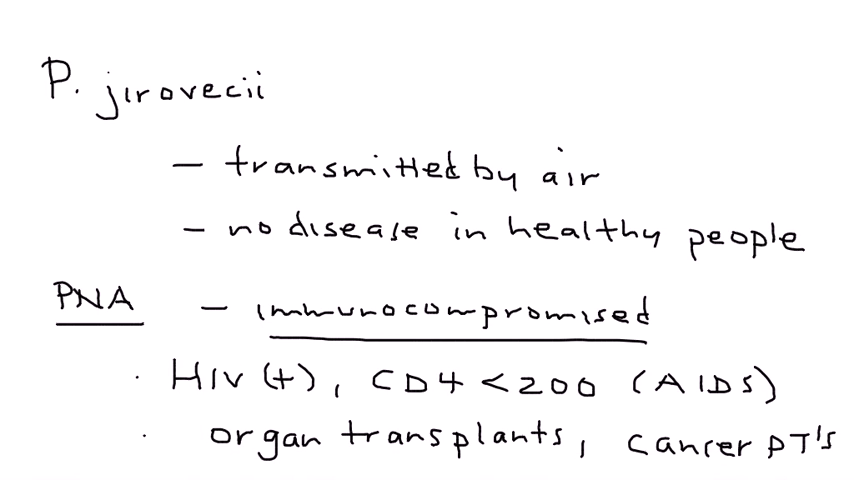 P. jirovecii
- transmitted by air
- no disease in healthy people
PNA - immunocompromised
· HIV (+), CD4 < 200 (AIDS)
· organ transplants, cancer PT's